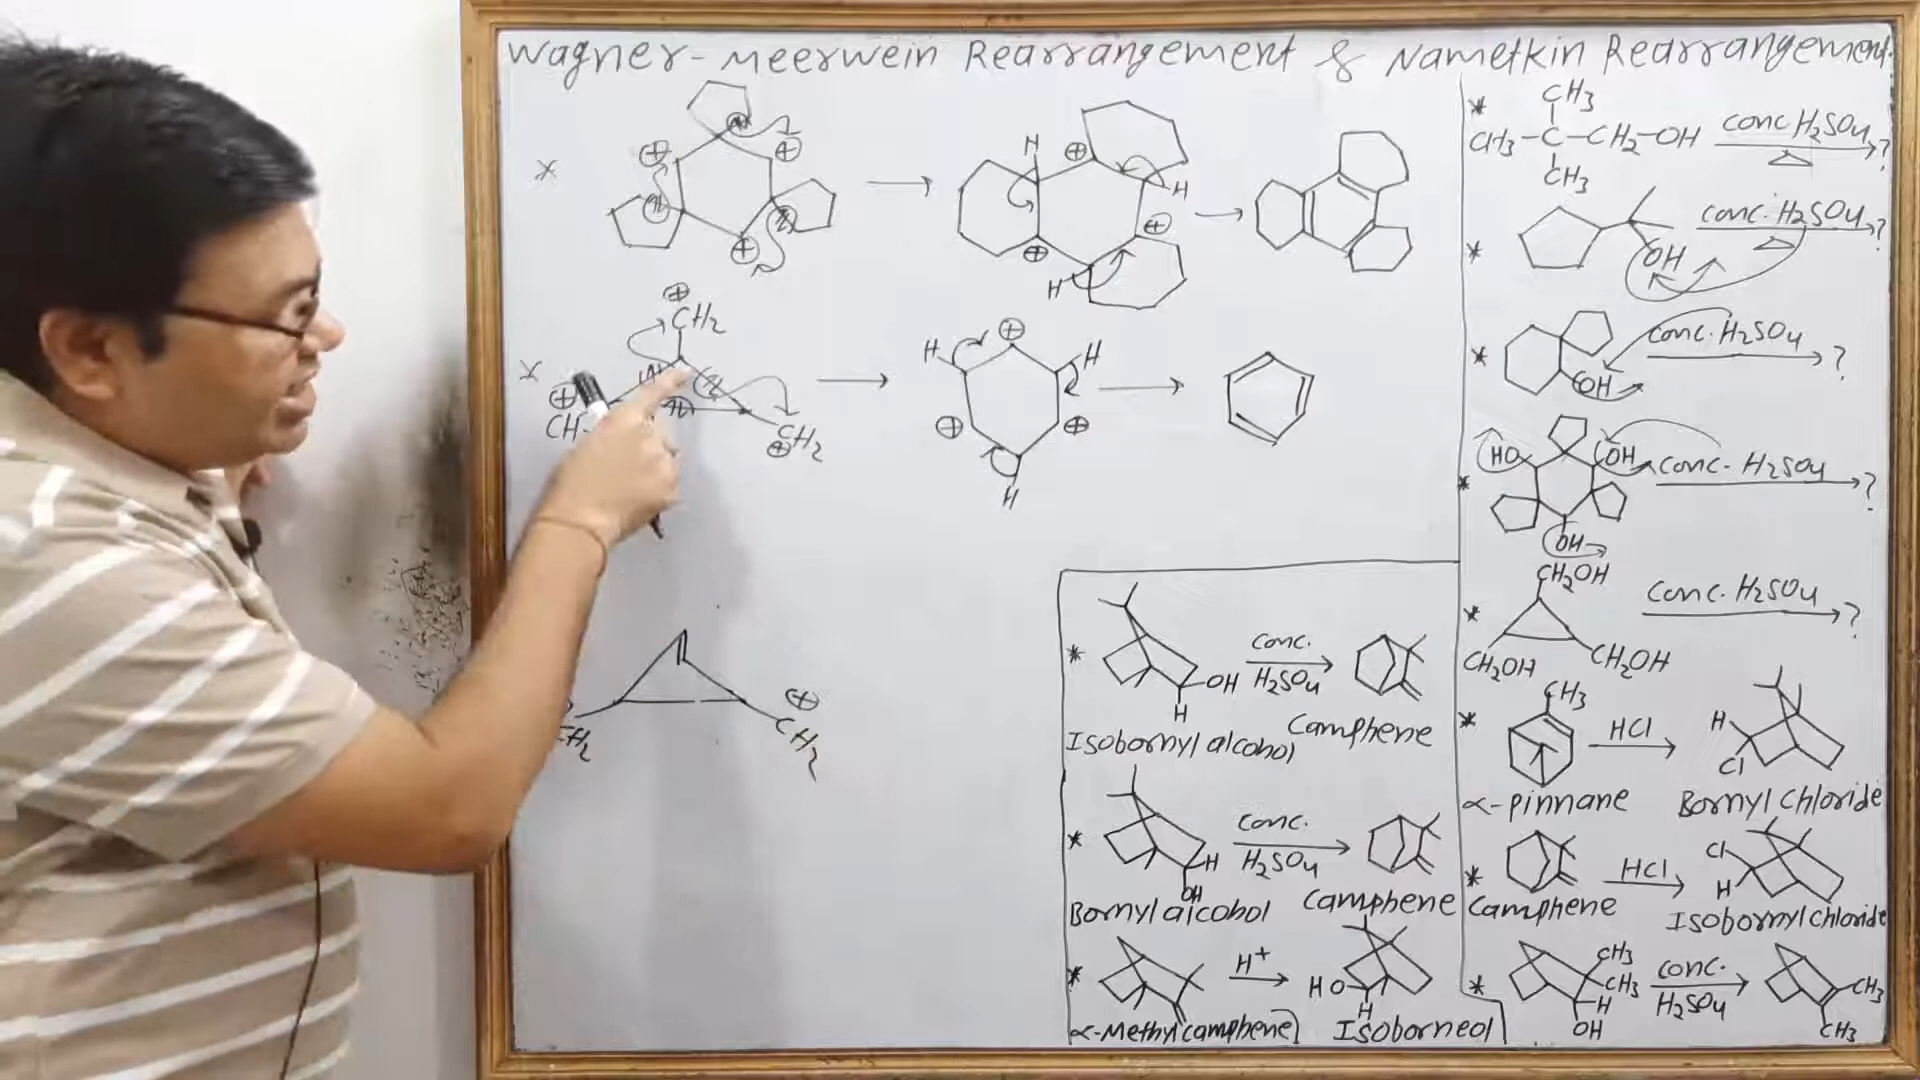 Wagner-Meerwein Rearrangement & Nametkin Rearrangement
* H ⊕ H ⊕ H ⊕
⊕ ⊕ ⊕
⊕
CH2
* ⊕
CH
CH2
⊕
H ⊕ H
⊕ ⊕
H
⊕
CH2
CH2
* CH3
CH3-C-CH2-OH conc H2SO4 △ ?
CH3
* OH conc. H2SO4 △ ?
* OH conc. H2SO4 ?
* HO OH conc. H2SO4 ?
OH
* CH2OH conc. H2SO4 ?
CH2OH CH2OH
* CH3 HCl H Cl
α-pinnane Bornyl chloride
* HCl Cl H
Camphene Isobornyl chloride
* CH3 CH3 H OH conc. H2SO4 CH3 CH3
* OH H conc. H2SO4
Isobornyl alcohol Camphene
* H OH conc. H2SO4
Bornyl alcohol Camphene
* H+ HO H
α-Methyl camphene Isoborneol